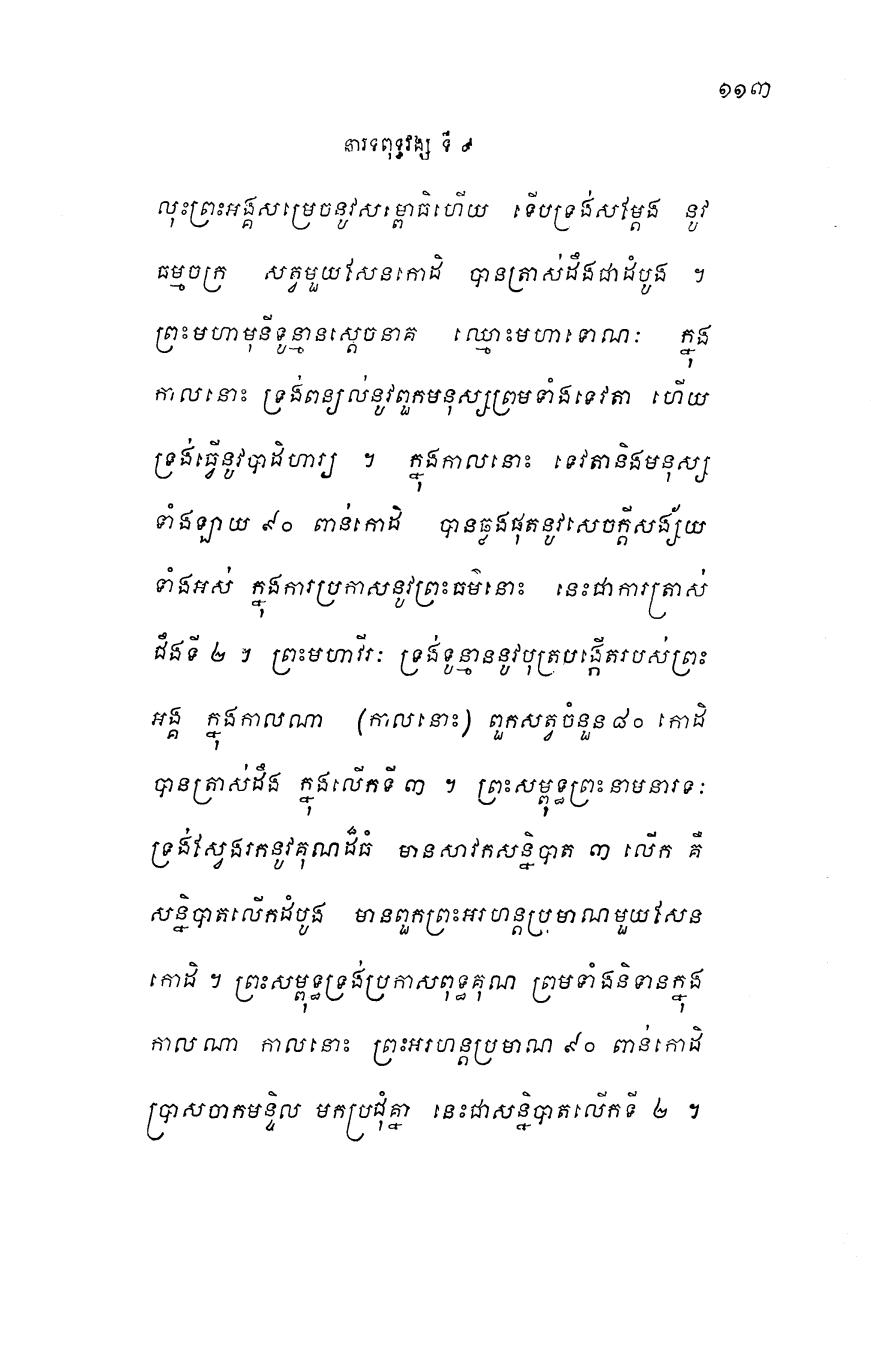 ១១៣
នារទពុទ្ធវង្ស ទី ៩
លុះព្រះអង្គសម្រេចនូវសម្ពោធិហើយ ទើបទ្រង់សម្តែង នូវ
ធម្មចក្រ សត្វមួយសែនកោដិ បានត្រាស់ដឹងជាដំបូង ។
ព្រះមហាមុនីទូន្មានស្តេចនាគ ឈ្មោះមហាទោណៈ ក្នុង
កាលនោះ ទ្រង់ពន្យល់នូវពួកមនុស្សព្រមទាំងទេវតា ហើយ
ទ្រង់ធ្វើនូវបាដិហារ្យ ។ ក្នុងកាលនោះ ទេវតានិងមនុស្ស
ទាំងឡាយ ៩០ ពាន់កោដិ បានឆ្លងផុតនូវសេចក្តីសង្ស័យ
ទាំងអស់ ក្នុងការប្រកាសនូវព្រះធម៌នោះ នេះជាការត្រាស់
ដឹងទី ២ ។ ព្រះមហាវីរៈ ទ្រង់ទូន្មាននូវបុត្របង្កើតរបស់ព្រះ
អង្គ ក្នុងកាលណា (កាលនោះ) ពួកសត្វចំនួន៨០ កោដិ
បានត្រាស់ដឹង ក្នុងលើកទី ៣ ។ ព្រះសម្ពុទ្ធព្រះនាមនារទៈ
ទ្រង់ស្វែងរកនូវគុណដ៏ធំ មានសាវកសន្និបាត ៣ លើក គឺ
សន្និបាតលើកដំបូង មានពួកព្រះអរហន្តប្រមាណមួយសែន
កោដិ ។ ព្រះសម្ពុទ្ធទ្រង់ប្រកាសពុទ្ធគុណ ព្រមទាំងនិទានក្នុង
កាលណា កាលនោះ ព្រះអរហន្តប្រមាណ ៩០ ពាន់កោដិ
ប្រាសចាកមន្ទិល មកប្រជុំគ្នា នេះជាសន្និបាតលើកទី ២ ។